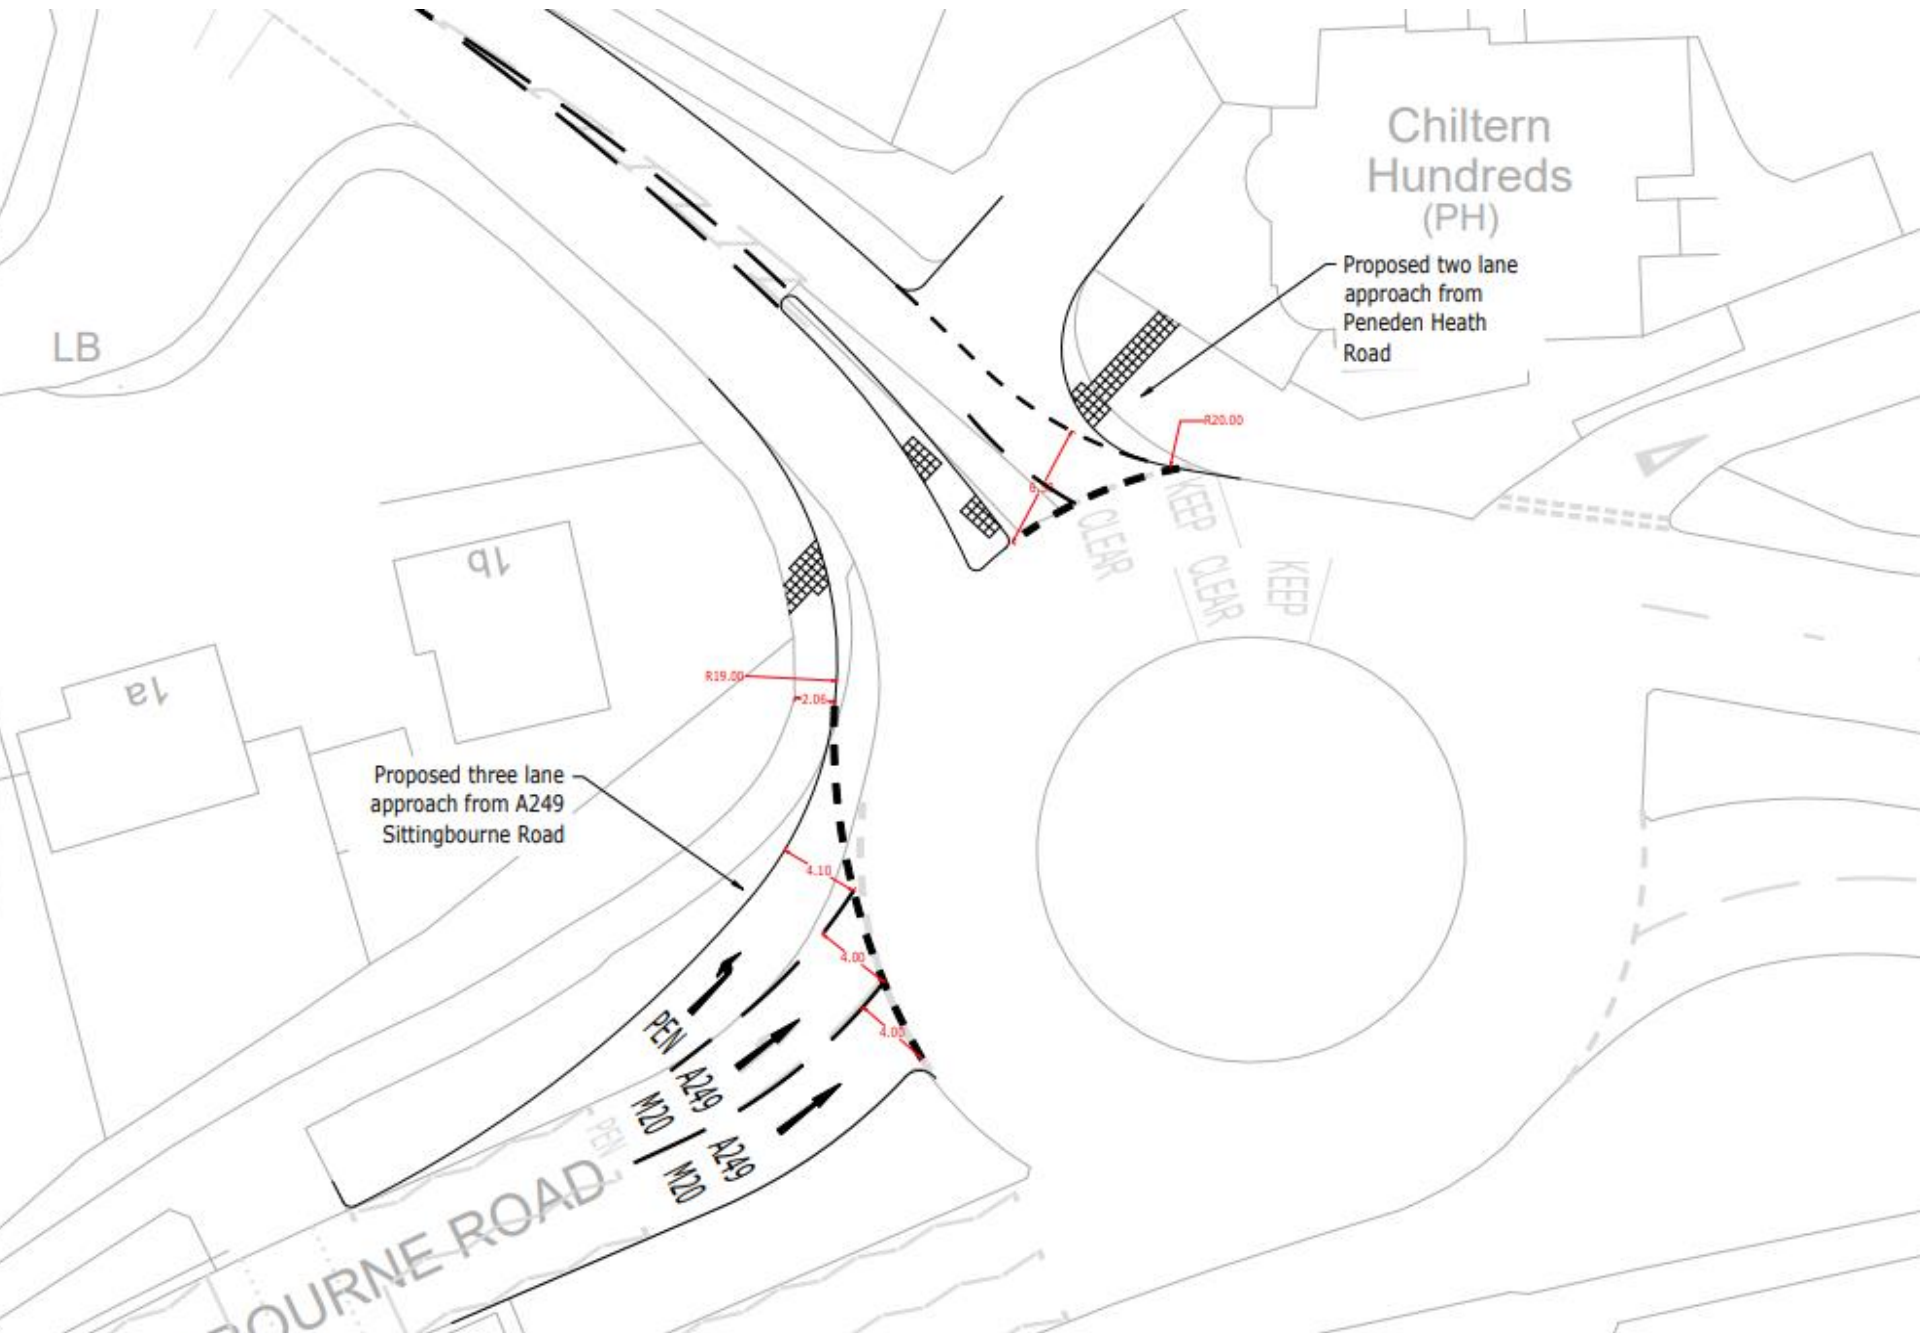 Chiltern
Hundreds
(PH)
Proposed two lane
approach from
Peneden Heath
Road
LB
R20.00
KEEP
CLEAR
KEEP
CLEAR
1b
1a
R19.00
2.06
Proposed three lane
approach from A249
Sittingbourne Road
4.10
4.00
4.00
PEN
A249
M20
A249
M20
PEN
BOURNE ROAD